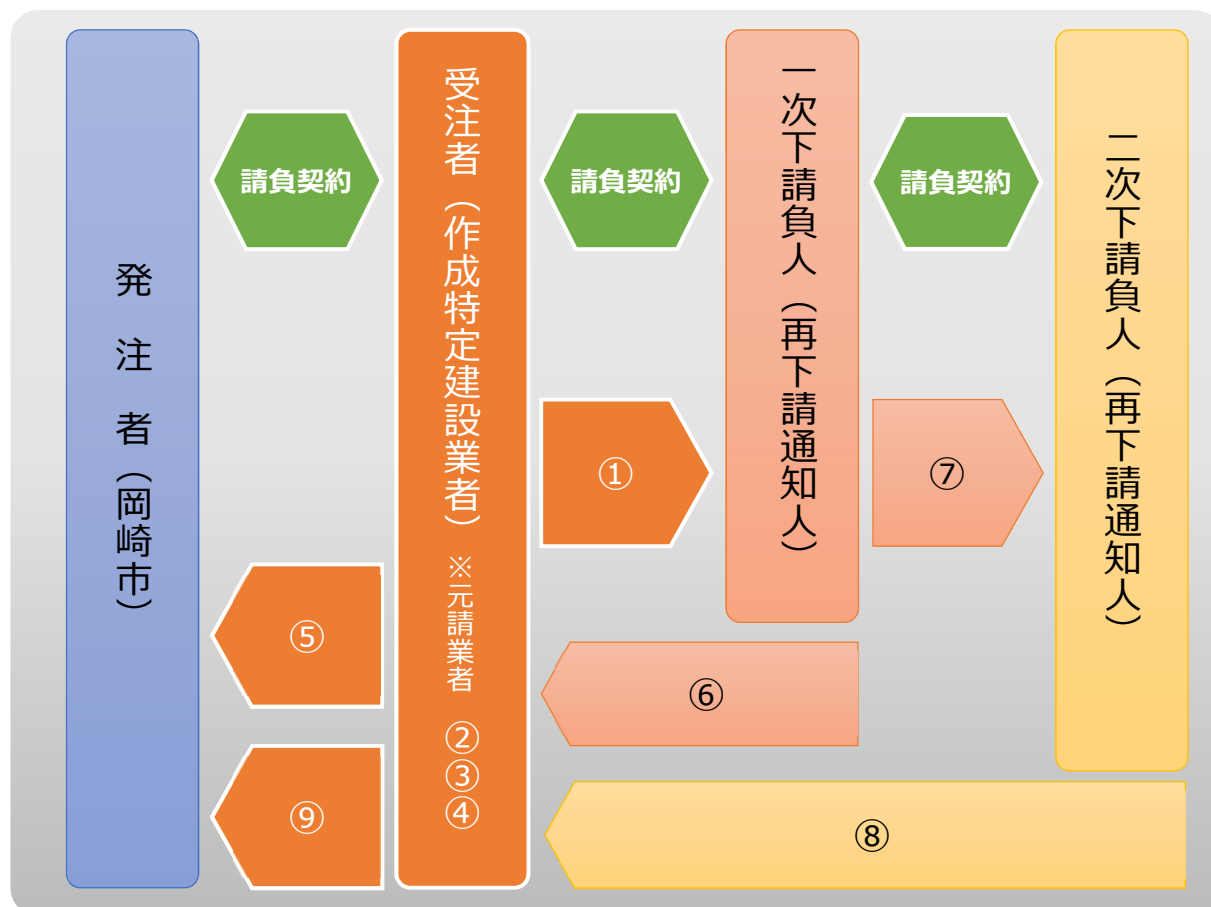 発注者（岡崎市）
請負契約
受注者（作成特定建設業者）※元請業者 ②③④
請負契約
一次下請負人（再下請通知人）
請負契約
二次下請負人（再下請通知人）
①
⑦
⑤
⑥
⑨
⑧